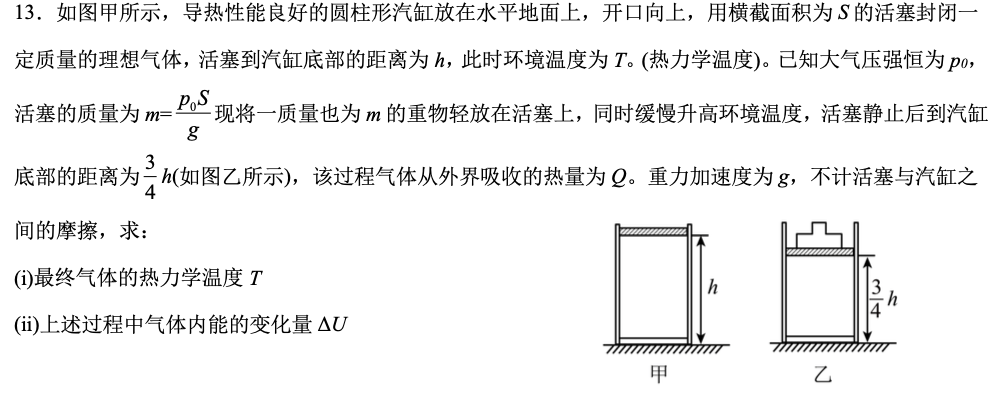 13．如图甲所示，导热性能良好的圆柱形汽缸放在水平地面上，开口向上，用横截面积为 S 的活塞封闭一
定质量的理想气体，活塞到汽缸底部的距离为 h，此时环境温度为 T。(热力学温度)。已知大气压强恒为 p₀，
活塞的质量为 m=p₀S/g 现将一质量也为 m 的重物轻放在活塞上，同时缓慢升高环境温度，活塞静止后到汽缸
底部的距离为 3/4 h(如图乙所示)，该过程气体从外界吸收的热量为 Q。重力加速度为 g，不计活塞与汽缸之
间的摩擦，求：
(i)最终气体的热力学温度 T
(ii)上述过程中气体内能的变化量 ΔU
h
3/4 h
甲
乙